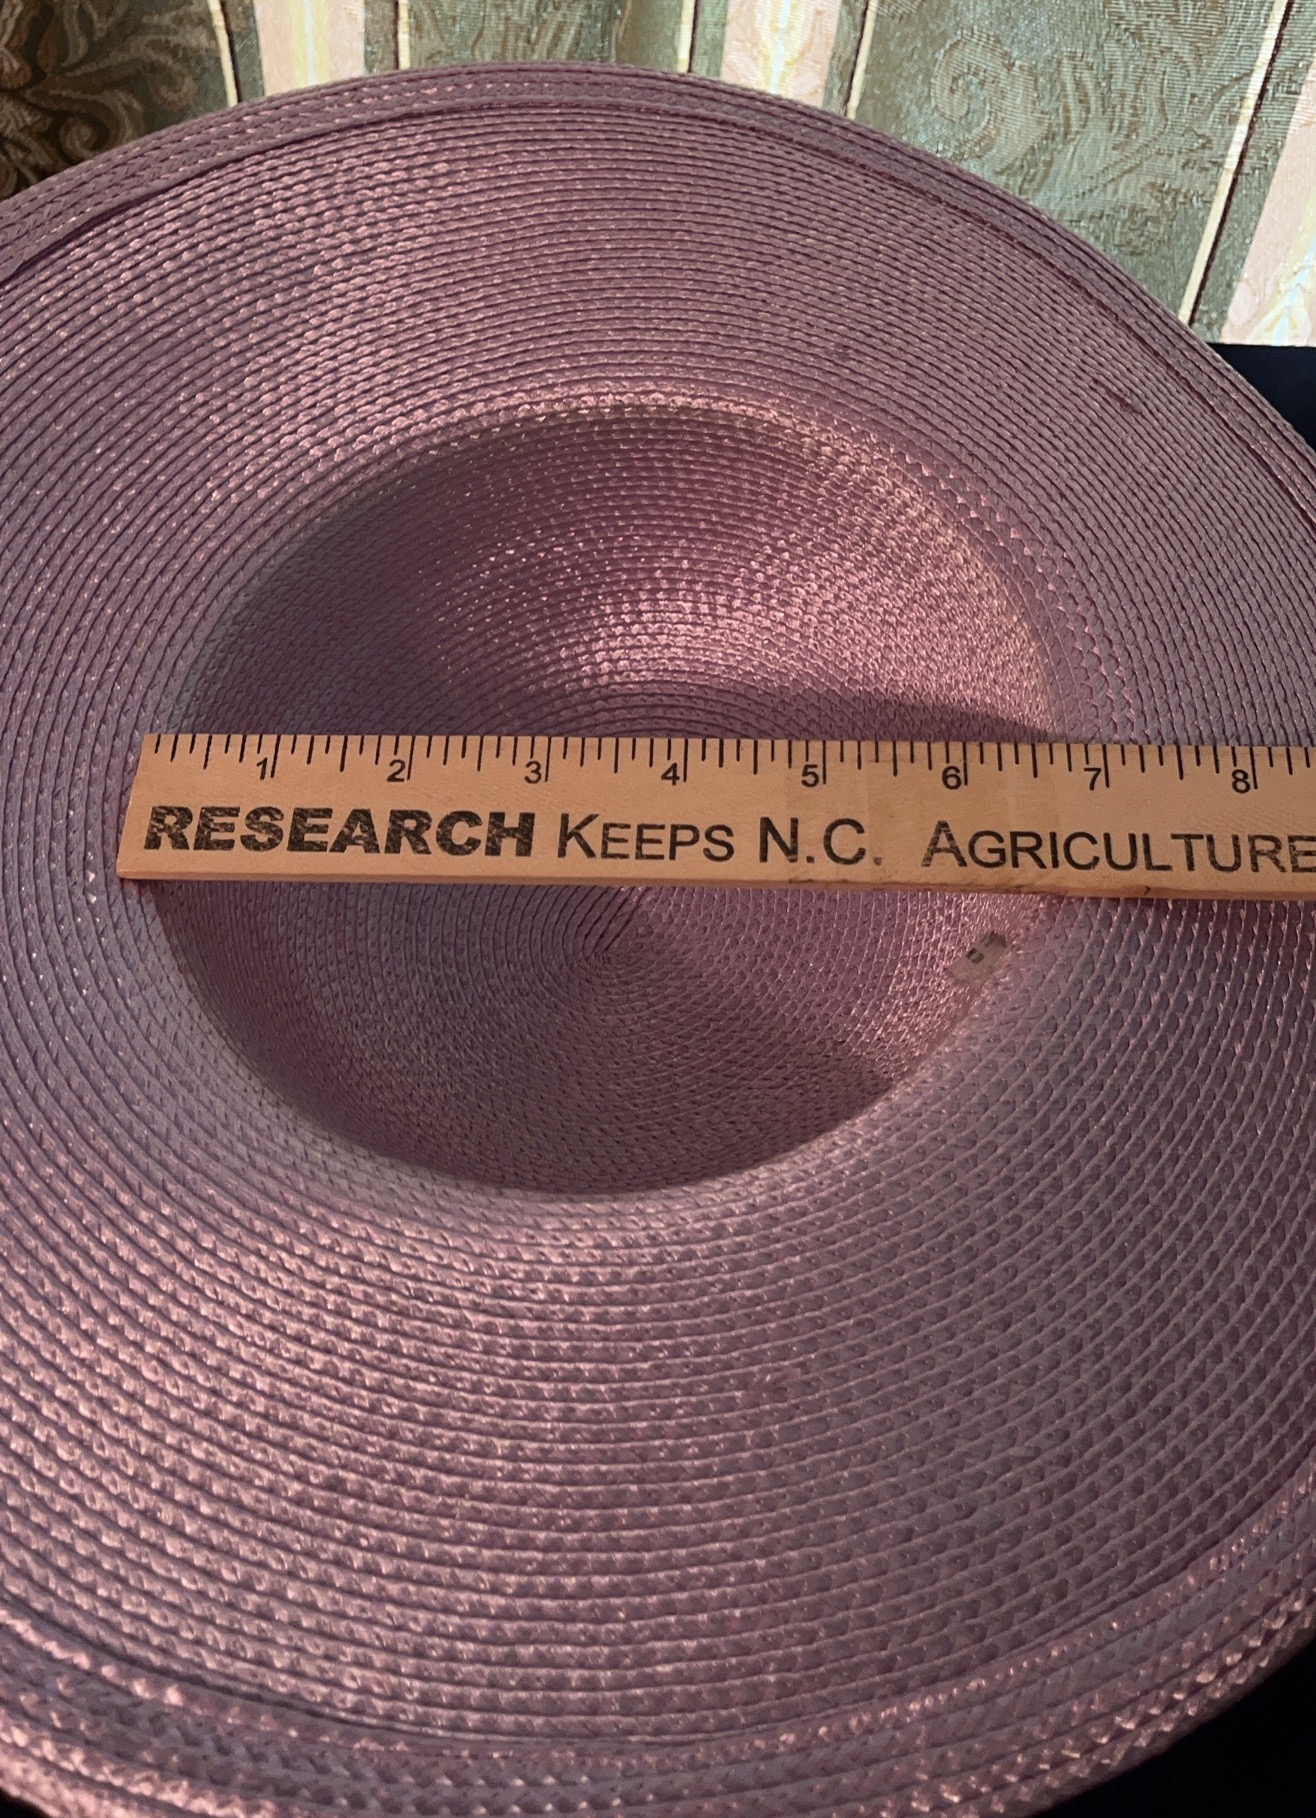 1 2 3 4 5 6 7 8
RESEARCH KEEPS N.C. AGRICULTURE